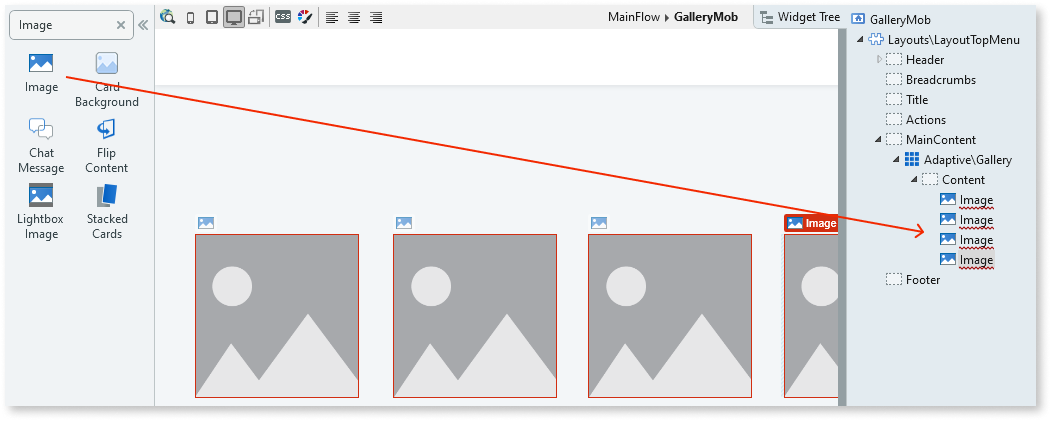 Image
Image
Card
Background
Chat
Message
Flip
Content
Lightbox
Image
Stacked
Cards
CSS
MainFlow ▸ GalleryMob
Image
Widget Tree
GalleryMob
Layouts\LayoutTopMenu
Header
Breadcrumbs
Title
Actions
MainContent
Adaptive\Gallery
Content
Image
Image
Image
Image
Footer